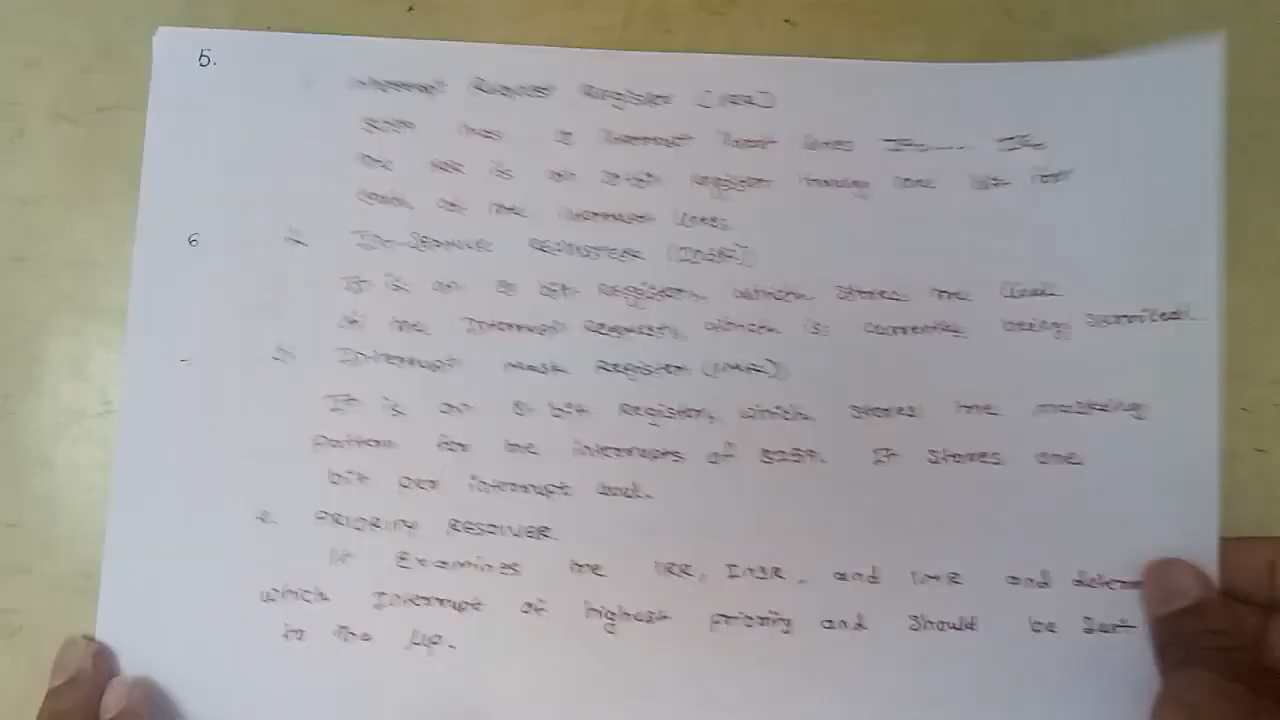 5.
Interrupt Request Register (IRR)
8259 has 8 Interrupt input lines IR₀.... IR₇
The IRR is an 8-bit register having one bit for
each of the interrupt lines.
6 In-SERVICE REGISTER (InSR)
It is an 8 bit Register, which stores the level
of the Interrupt Request, which is currently being serviced.
Interrupt Mask Register (IMR)
It is an 8 bit Register, which stores the masking
pattern for the interrupts of 8259. It stores one
bit per interrupt level.
PRIORITY RESOLVER.
It Examines the IRR, InSR, and IMR and determ
which Interrupt of highest priority and should be Sent
to the μp.